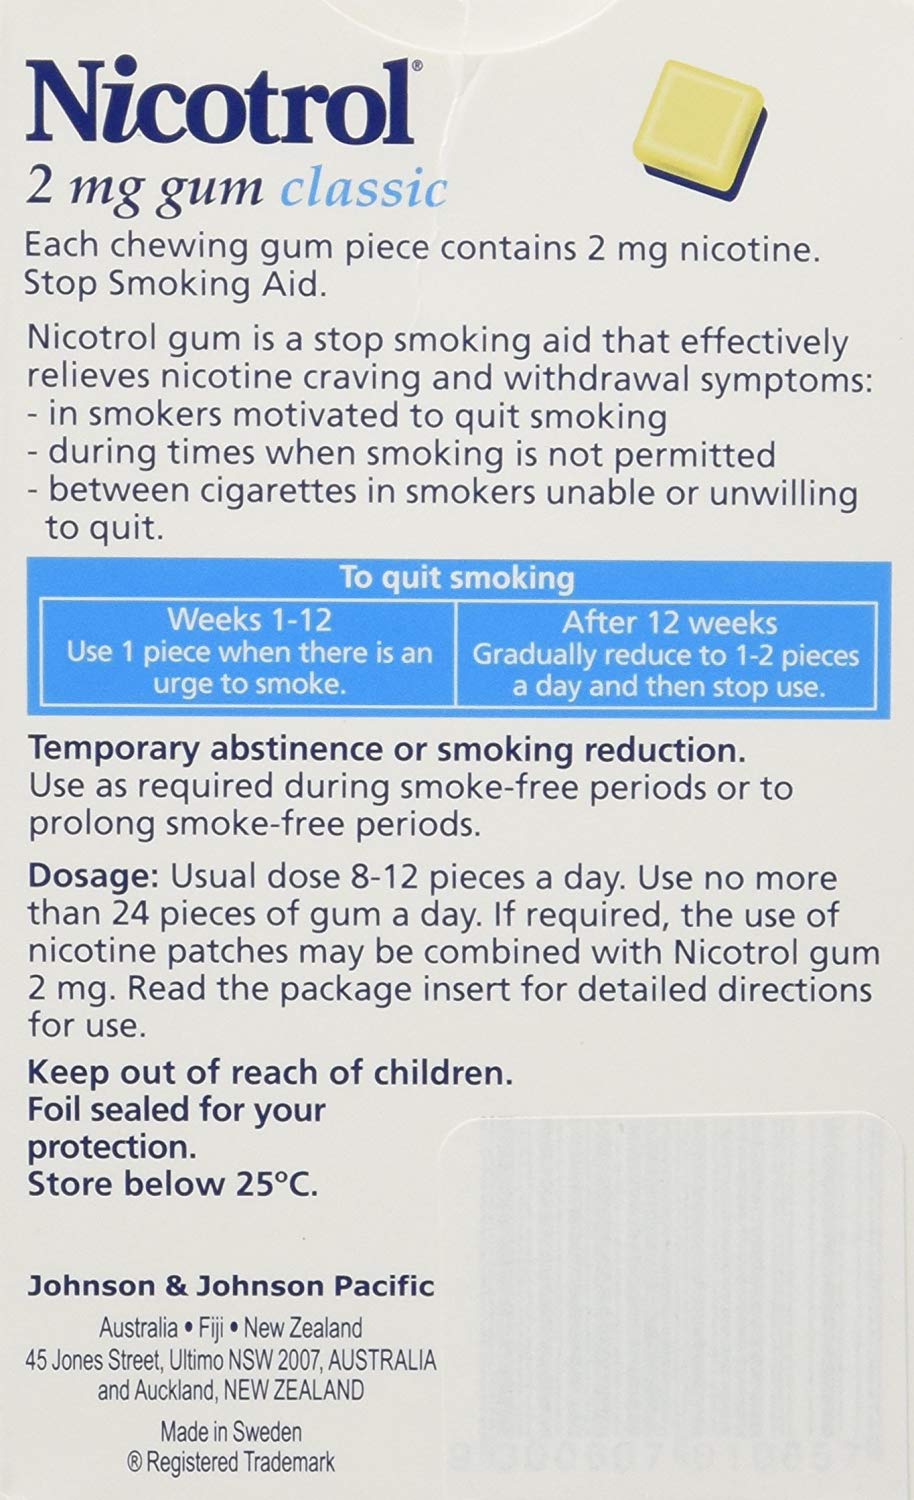 Nicotrol®
2 mg gum classic
Each chewing gum piece contains 2 mg nicotine.
Stop Smoking Aid.
Nicotrol gum is a stop smoking aid that effectively
relieves nicotine craving and withdrawal symptoms:
- in smokers motivated to quit smoking
- during times when smoking is not permitted
- between cigarettes in smokers unable or unwilling
to quit.
To quit smoking
Weeks 1-12
Use 1 piece when there is an
urge to smoke.
After 12 weeks
Gradually reduce to 1-2 pieces
a day and then stop use.
Temporary abstinence or smoking reduction.
Use as required during smoke-free periods or to
prolong smoke-free periods.
Dosage: Usual dose 8-12 pieces a day. Use no more
than 24 pieces of gum a day. If required, the use of
nicotine patches may be combined with Nicotrol gum
2 mg. Read the package insert for detailed directions
for use.
Keep out of reach of children.
Foil sealed for your
protection.
Store below 25°C.
Johnson & Johnson Pacific
Australia • Fiji • New Zealand
45 Jones Street, Ultimo NSW 2007, AUSTRALIA
and Auckland, NEW ZEALAND
Made in Sweden
® Registered Trademark